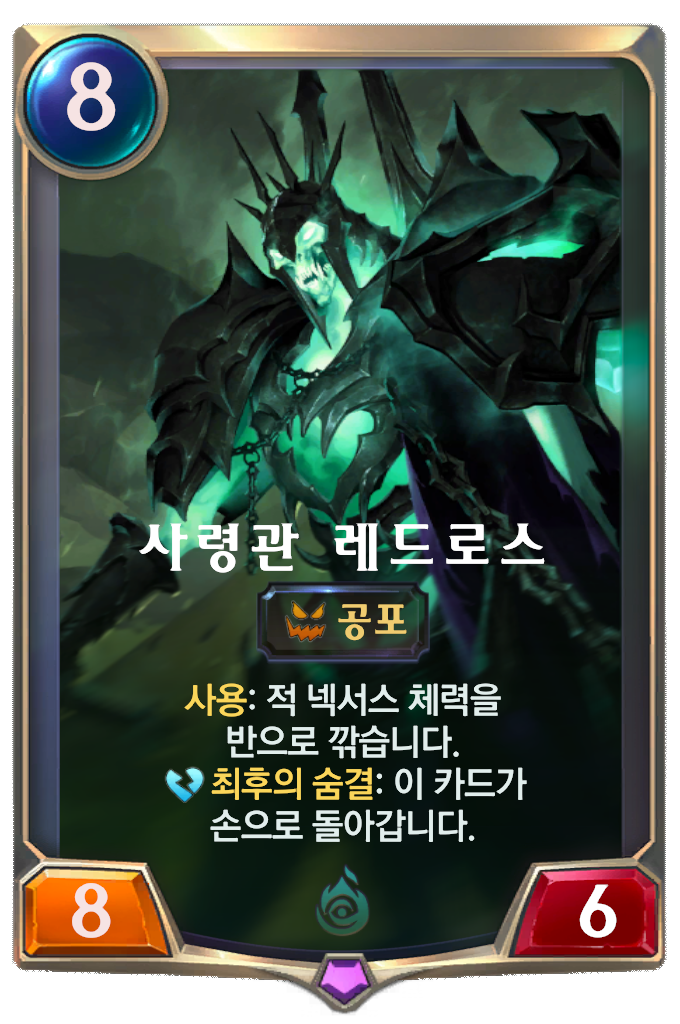 8
사령관 레드로스
공포
사용: 적 넥서스 체력을
반으로 깎습니다.
최후의 숨결: 이 카드가
손으로 돌아갑니다.
8
6